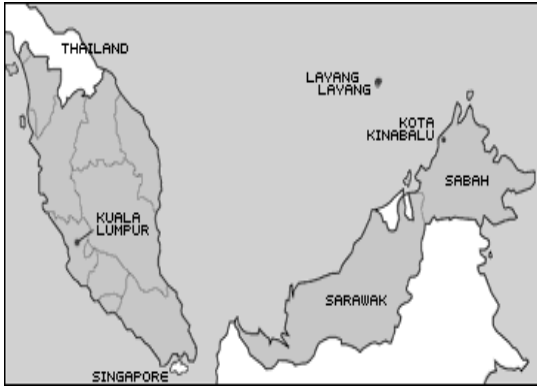 THAILAND
LAYANG
LAYANG
KOTA
KINABALU
SABAH
KUALA
LUMPUR
SARAWAK
SINGAPORE